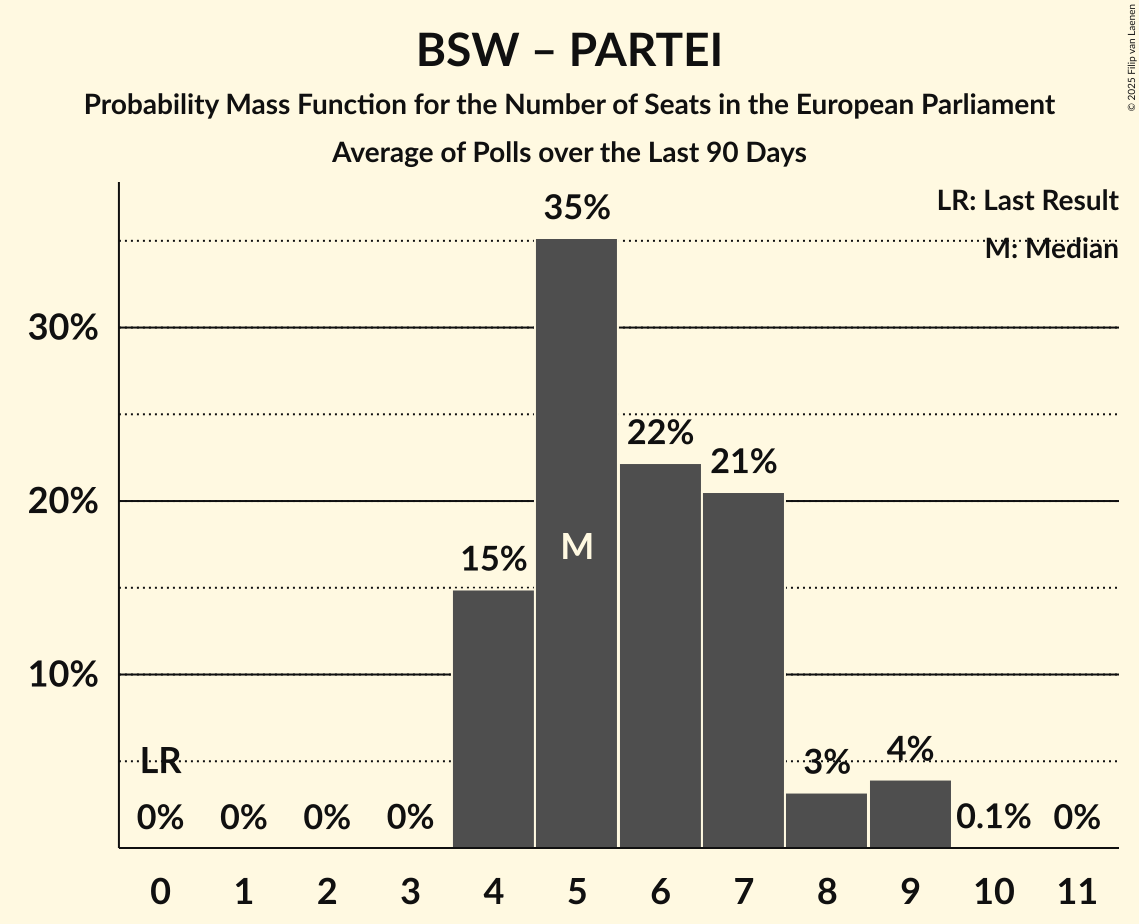 BSW – PARTEI
Probability Mass Function for the Number of Seats in the European Parliament
Average of Polls over the Last 90 Days
© 2025 Filip van Laenen
LR: Last Result
M: Median
30%
20%
10%
LR
0%
0%
0%
0%
15%
35%
M
22%
21%
3%
4%
0.1%
0%
0 1 2 3 4 5 6 7 8 9 10 11